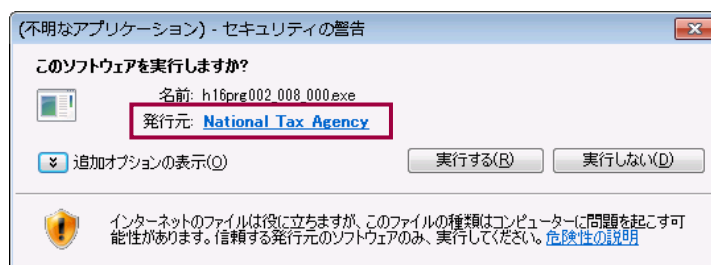 (不明なアプリケーション) - セキュリティの警告
このソフトウェアを実行しますか?
名前: h16prg002_008_000.exe
発行元: National Tax Agency
追加オプションの表示(O)
実行する(R)
実行しない(D)
インターネットのファイルは役に立ちますが、このファイルの種類はコンピューターに問題を起こす可
能性があります。信頼する発行元のソフトウェアのみ、実行してください。危険性の説明